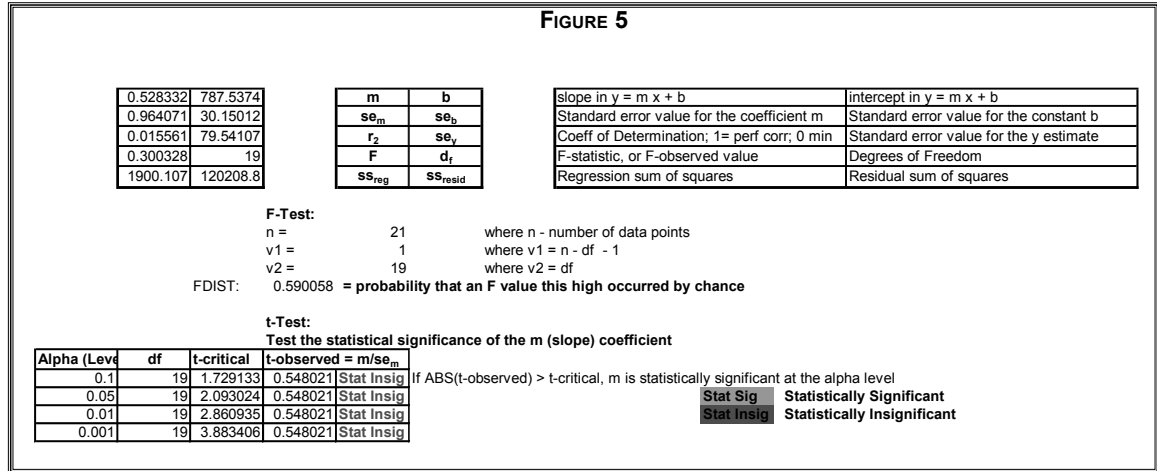 FIGURE 5
0.528332 787.5374 m b slope in y = m x + b intercept in y = m x + b
0.964071 30.15012 se_m se_b Standard error value for the coefficient m Standard error value for the constant b
0.015561 79.54107 r_2 se_y Coeff of Determination; 1= perf corr; 0 min Standard error value for the y estimate
0.300328 19 F d_f F-statistic, or F-observed value Degrees of Freedom
1900.107 120208.8 ss_reg ss_resid Regression sum of squares Residual sum of squares
F-Test:
n = 21 where n - number of data points
v1 = 1 where v1 = n - df - 1
v2 = 19 where v2 = df
FDIST: 0.590058 = probability that an F value this high occurred by chance
t-Test:
Test the statistical significance of the m (slope) coefficient
Alpha (Leve df t-critical t-observed = m/se_m
0.1 19 1.729133 0.548021 Stat Insig If ABS(t-observed) > t-critical, m is statistically significant at the alpha level
0.05 19 2.093024 0.548021 Stat Insig Stat Sig Statistically Significant
0.01 19 2.860935 0.548021 Stat Insig Stat Insig Statistically Insignificant
0.001 19 3.883406 0.548021 Stat Insig